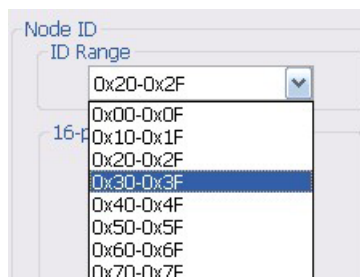 Node ID
ID Range
0x20-0x2F
0x00-0x0F
16-p
0x10-0x1F
0x20-0x2F
0x30-0x3F
0x40-0x4F
0x50-0x5F
0x60-0x6F
0x70-0x7F